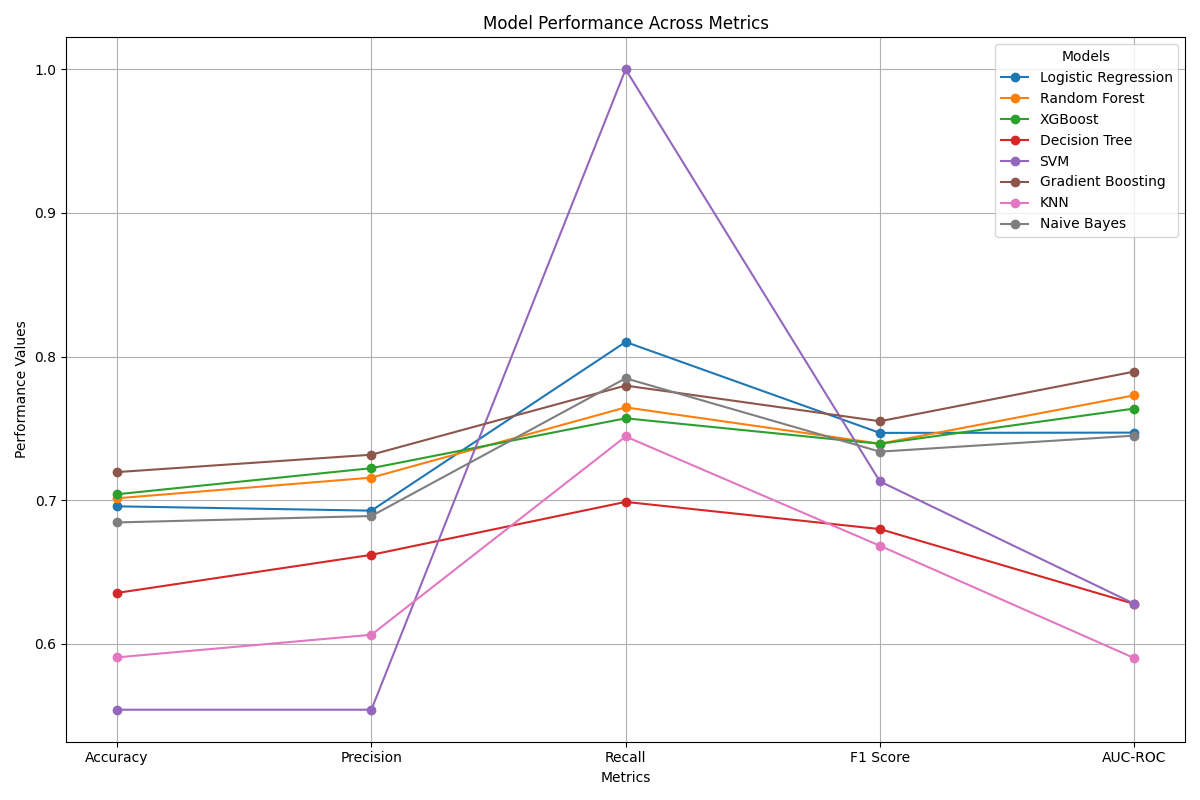 Model Performance Across Metrics
Models
Logistic Regression
Random Forest
XGBoost
Decision Tree
SVM
Gradient Boosting
KNN
Naive Bayes
Performance Values
1.0
0.9
0.8
0.7
0.6
Accuracy
Precision
Recall
F1 Score
AUC-ROC
Metrics